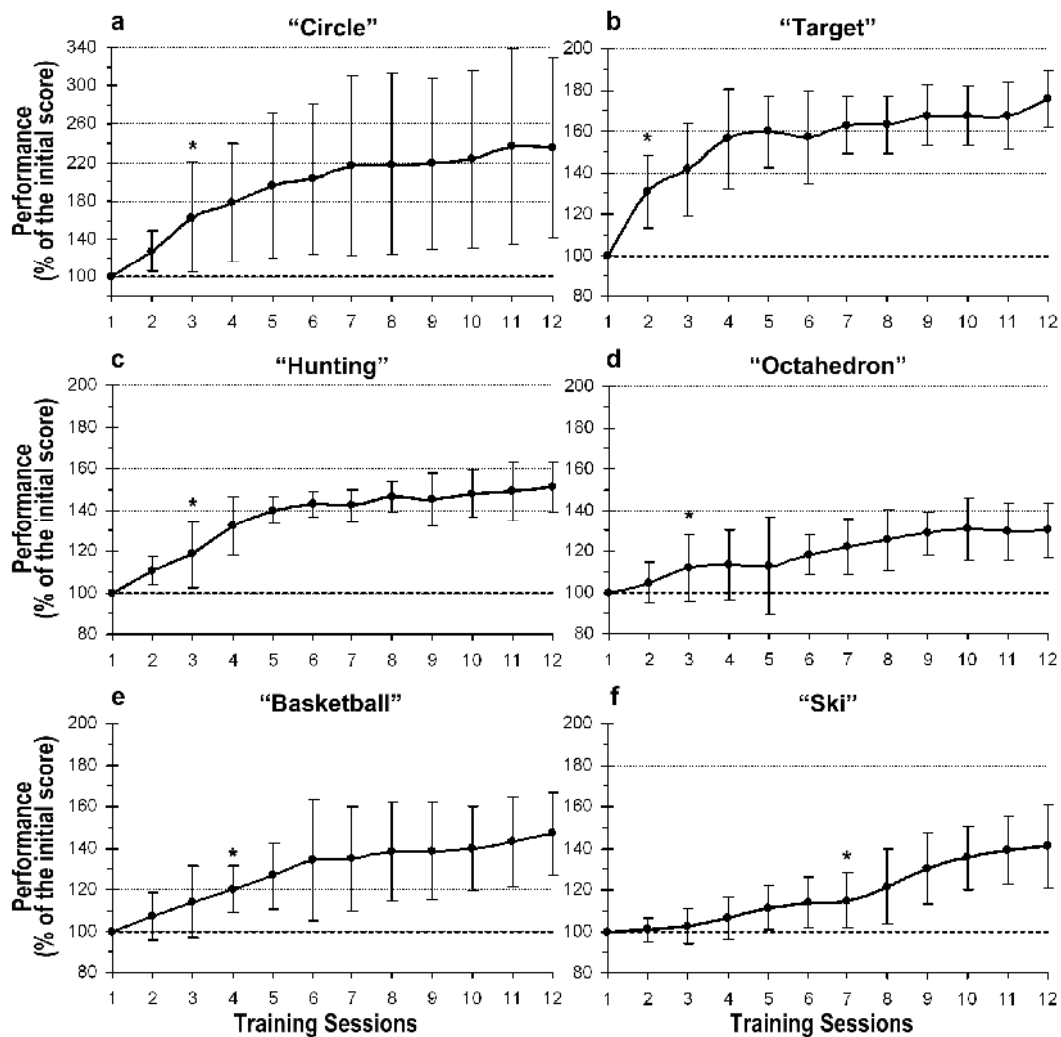 a "Circle"
b "Target"
Performance
(% of the initial score)
340
300
260
220
180
140
100
*
1 2 3 4 5 6 7 8 9 10 11 12
200
180
160
140
120
100
80
*
1 2 3 4 5 6 7 8 9 10 11 12
c "Hunting"
d "Octahedron"
Performance
(% of the initial score)
200
180
160
140
120
100
80
*
1 2 3 4 5 6 7 8 9 10 11 12
200
180
160
140
120
100
80
*
1 2 3 4 5 6 7 8 9 10 11 12
e "Basketball"
f "Ski"
Performance
(% of the initial score)
200
180
160
140
120
100
80
*
1 2 3 4 5 6 7 8 9 10 11 12
Training Sessions
200
180
160
140
120
100
80
*
1 2 3 4 5 6 7 8 9 10 11 12
Training Sessions